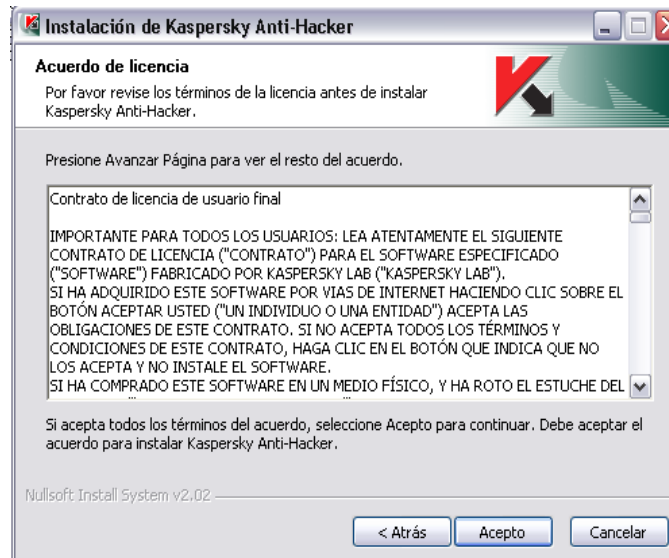 Instalación de Kaspersky Anti-Hacker
Acuerdo de licencia
Por favor revise los términos de la licencia antes de instalar
Kaspersky Anti-Hacker.
Presione Avanzar Página para ver el resto del acuerdo.
Contrato de licencia de usuario final
IMPORTANTE PARA TODOS LOS USUARIOS: LEA ATENTAMENTE EL SIGUIENTE
CONTRATO DE LICENCIA ("CONTRATO") PARA EL SOFTWARE ESPECIFICADO
("SOFTWARE") FABRICADO POR KASPERSKY LAB ("KASPERSKY LAB").
SI HA ADQUIRIDO ESTE SOFTWARE POR VIAS DE INTERNET HACIENDO CLIC SOBRE EL
BOTÓN ACEPTAR USTED ("UN INDIVIDUO O UNA ENTIDAD") ACEPTA LAS
OBLIGACIONES DE ESTE CONTRATO. SI NO ACEPTA TODOS LOS TÉRMINOS Y
CONDICIONES DE ESTE CONTRATO, HAGA CLIC EN EL BOTÓN QUE INDICA QUE NO
LOS ACEPTA Y NO INSTALE EL SOFTWARE.
SI HA COMPRADO ESTE SOFTWARE EN UN MEDIO FÍSICO, Y HA ROTO EL ESTUCHE DEL
Si acepta todos los términos del acuerdo, seleccione Acepto para continuar. Debe aceptar el
acuerdo para instalar Kaspersky Anti-Hacker.
Nullsoft Install System v2.02
< Atrás
Acepto
Cancelar